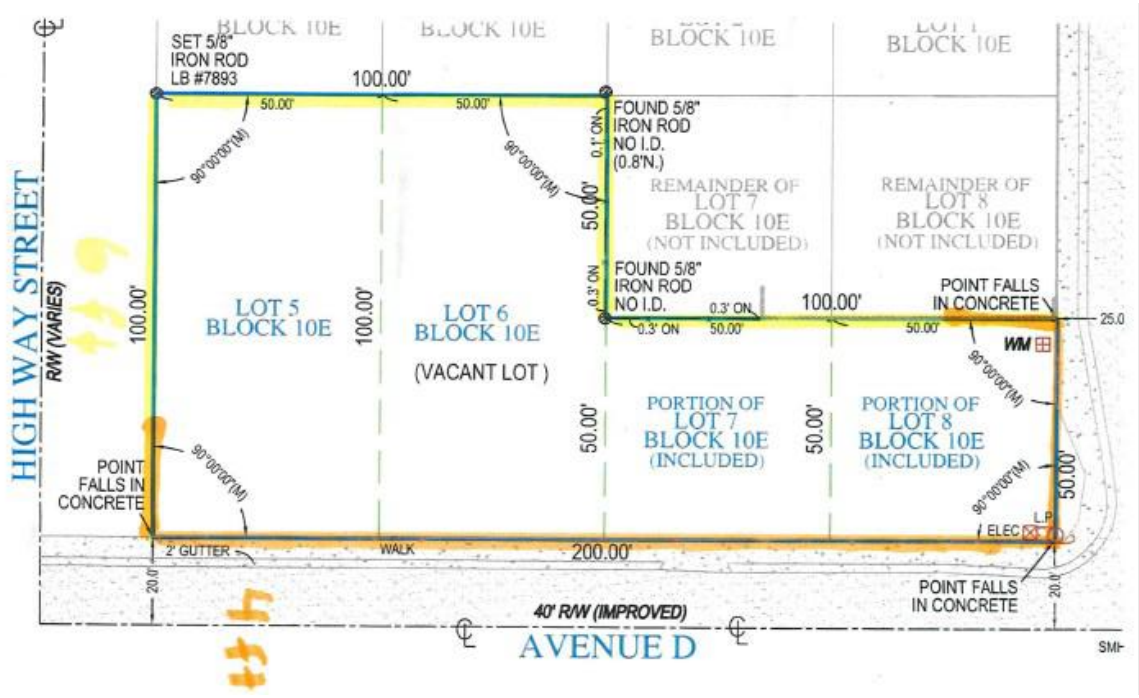 BLOCK 10E
BLOCK 10E
BLOCK 10E
BLOCK 10E
SET 5/8"
IRON ROD
LB #7893
100.00'
50.00'
50.00'
FOUND 5/8"
IRON ROD
NO I.D.
(0.8'N.)
0.1' ON
90°00'00"(M)
90°00'00"(M)
50.00'
REMAINDER OF
LOT 7
BLOCK 10E
(NOT INCLUDED)
REMAINDER OF
LOT 8
BLOCK 10E
(NOT INCLUDED)
HIGH WAY STREET
R/W (VARIES)
6 ft
100.00'
LOT 5
BLOCK 10E
100.00'
LOT 6
BLOCK 10E
(VACANT LOT )
FOUND 5/8"
IRON ROD
NO I.D.
0.3' ON
0.3' ON
0.3' ON
50.00'
100.00'
50.00'
POINT FALLS
IN CONCRETE
25.0
WM
90°00'00"(M)
50.00'
PORTION OF
LOT 7
BLOCK 10E
(INCLUDED)
50.00'
PORTION OF
LOT 8
BLOCK 10E
(INCLUDED)
90°00'00"(M)
50.00'
POINT
FALLS IN
CONCRETE
90°00'00"(M)
ELEC
L.P
2' GUTTER
WALK
200.00'
20.0
20.0
POINT FALLS
IN CONCRETE
4 ft
40' R/W (IMPROVED)
AVENUE D